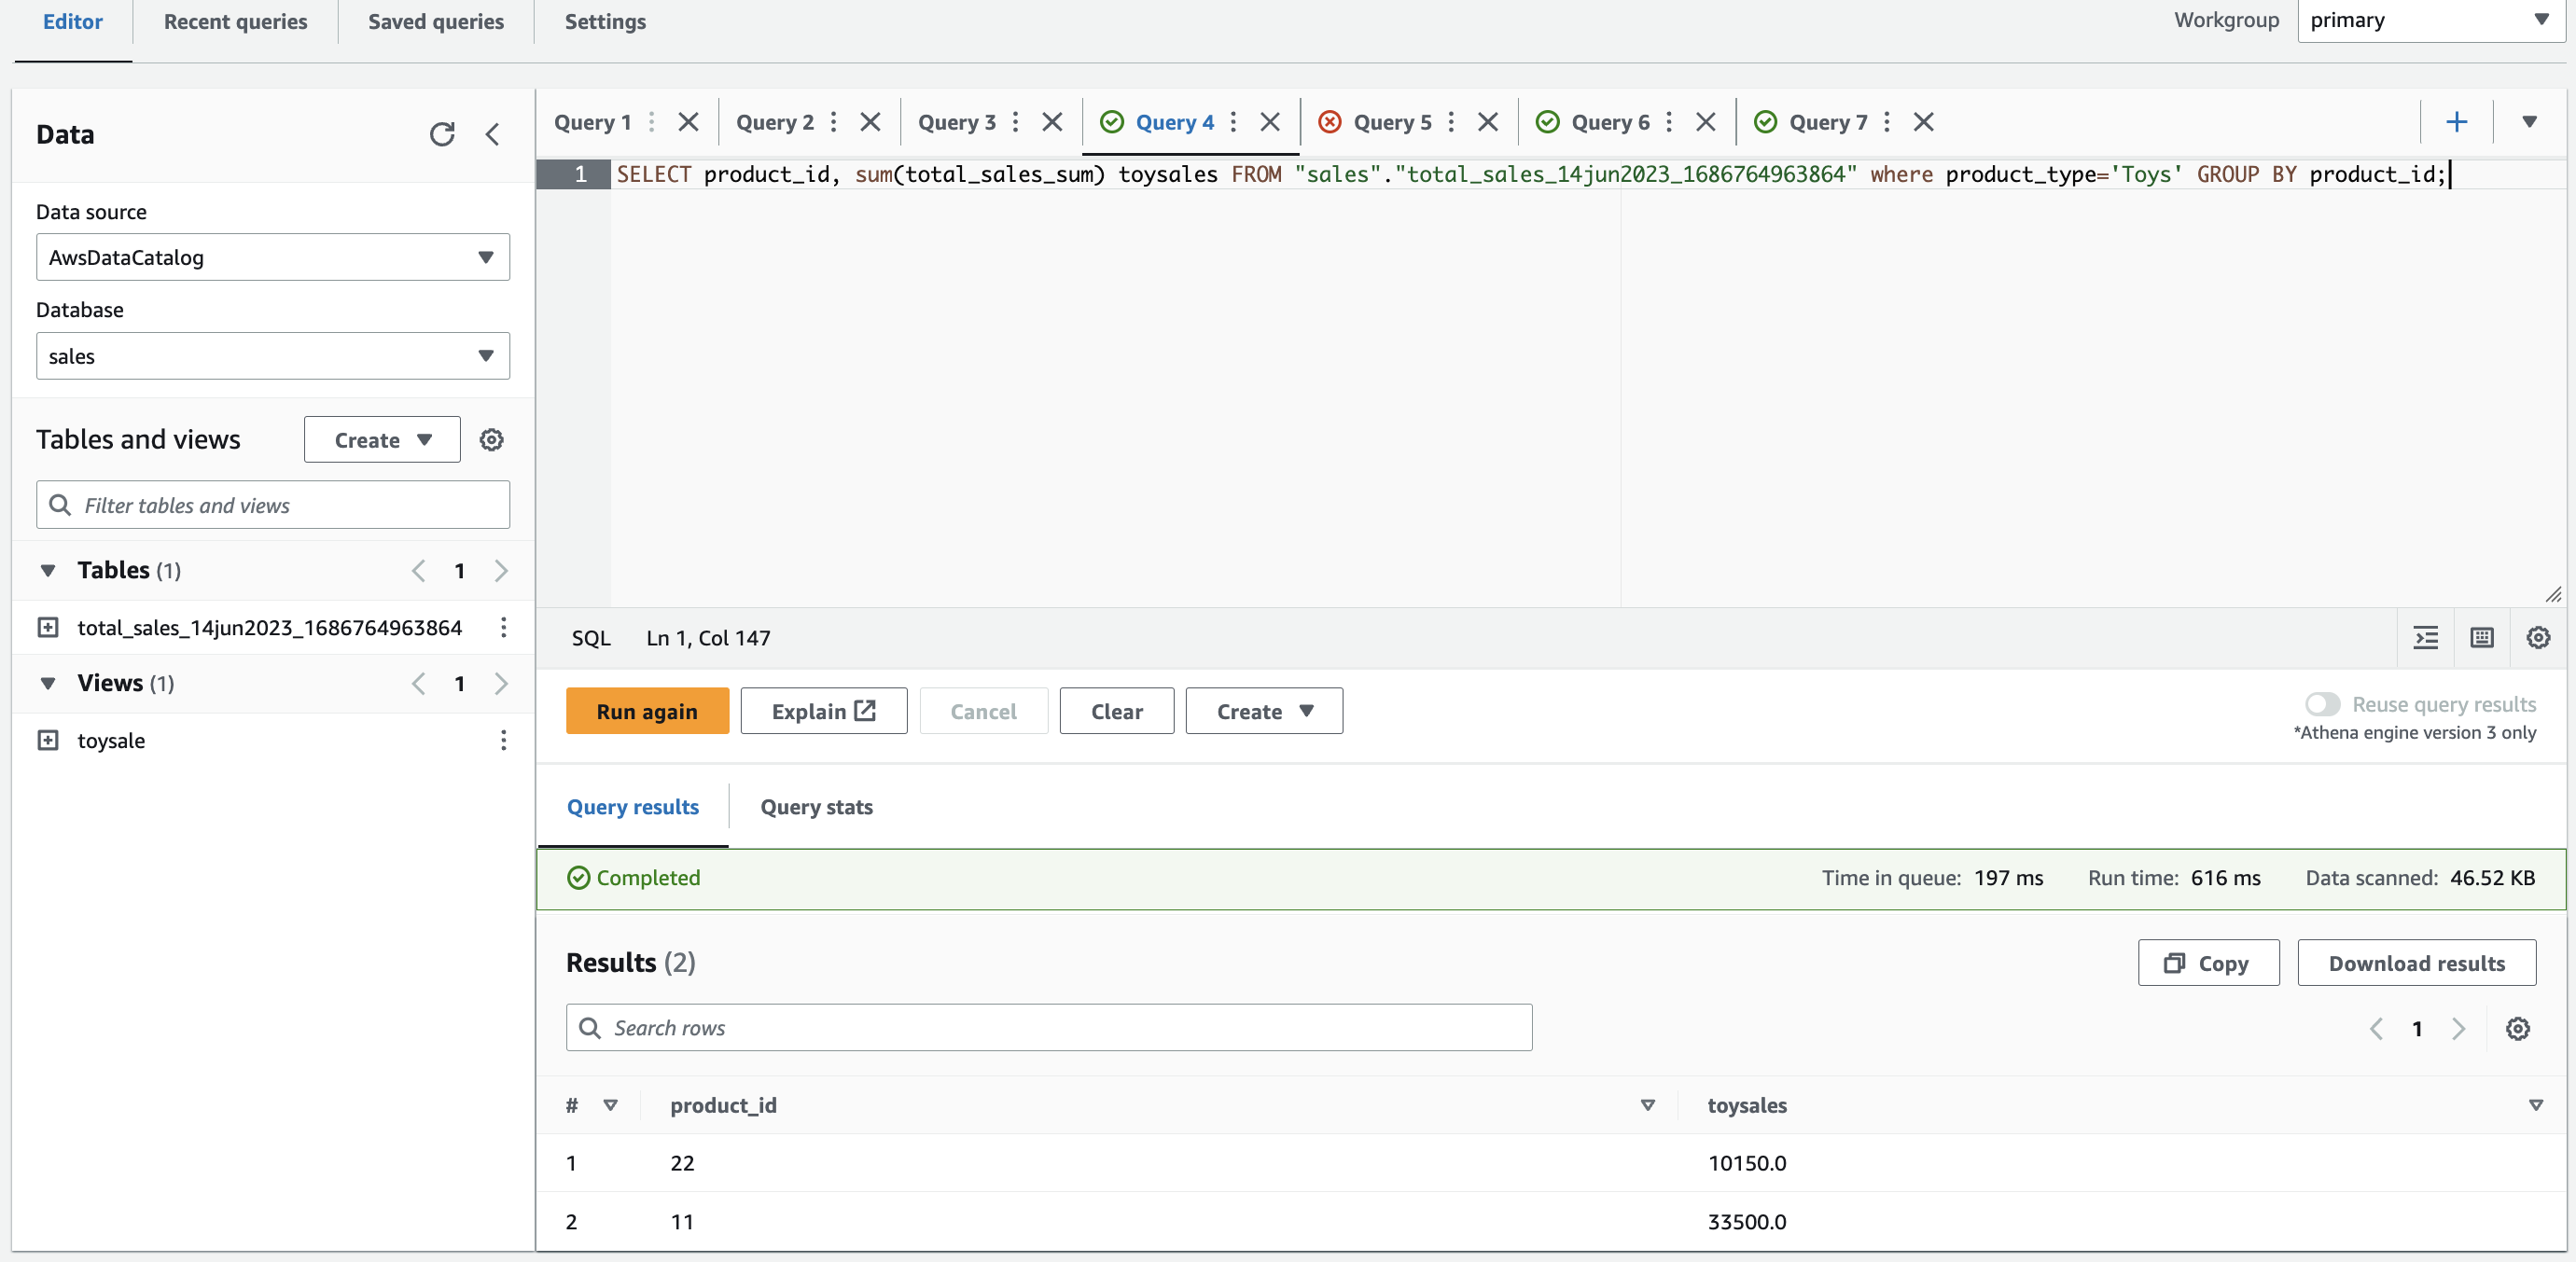 Editor Recent queries Saved queries Settings Workgroup primary
Data
Data source
AwsDataCatalog
Database
sales
Tables and views Create
Filter tables and views
Tables (1) 1
total_sales_14jun2023_1686764963864
Views (1) 1
toysale
Query 1 Query 2 Query 3 Query 4 Query 5 Query 6 Query 7
1 SELECT product_id, sum(total_sales_sum) toysales FROM "sales"."total_sales_14jun2023_1686764963864" where product_type='Toys' GROUP BY product_id;
SQL Ln 1, Col 147
Run again Explain Cancel Clear Create Reuse query results
*Athena engine version 3 only
Query results Query stats
Completed Time in queue: 197 ms Run time: 616 ms Data scanned: 46.52 KB
Results (2) Copy Download results
Search rows 1
# product_id toysales
1 22 10150.0
2 11 33500.0